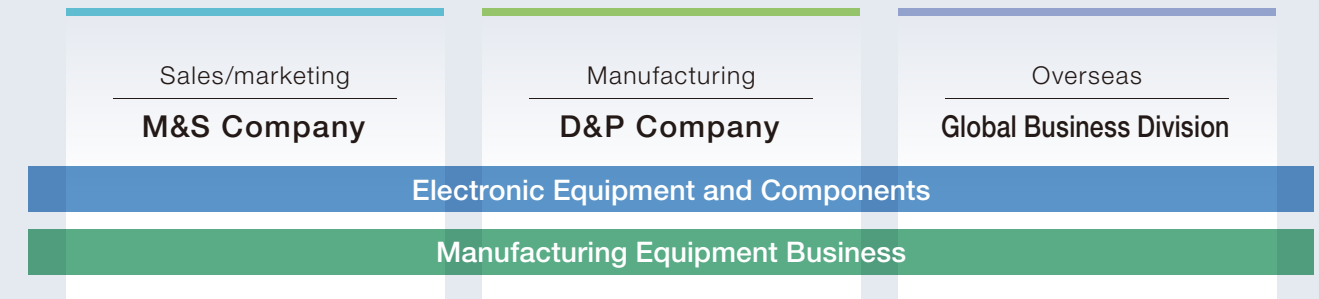 Sales/marketing
M&S Company
Manufacturing
D&P Company
Overseas
Global Business Division
Electronic Equipment and Components
Manufacturing Equipment Business